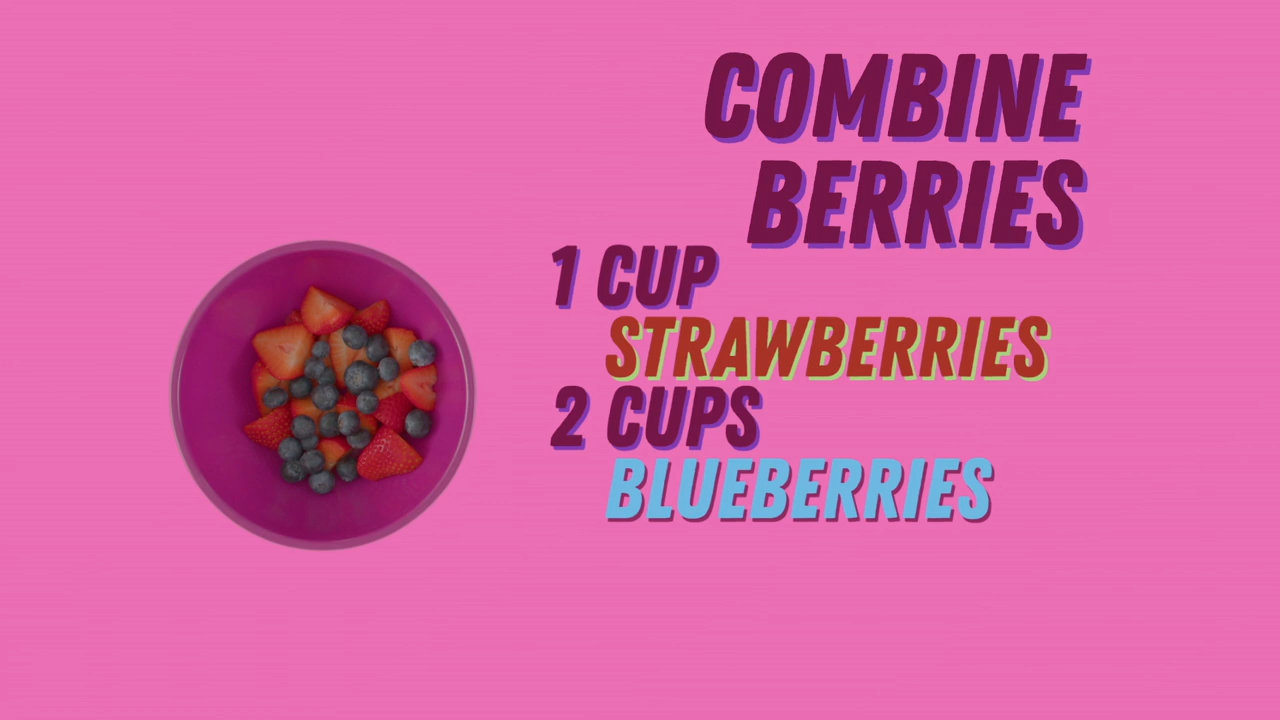 COMBINE
BERRIES
1 CUP
STRAWBERRIES
2 CUPS
BLUEBERRIES